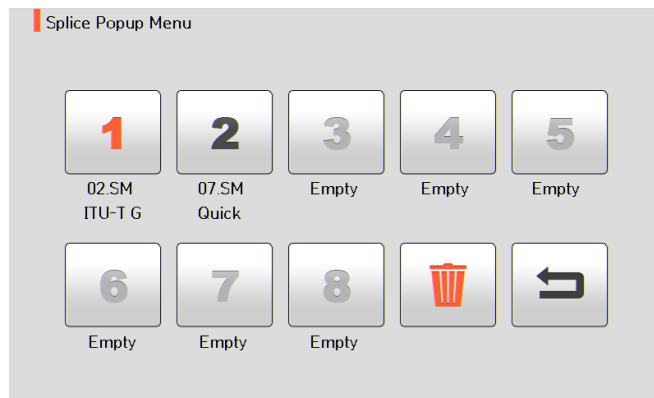 Splice Popup Menu
1 2 3 4 5
02.SM 07.SM Empty Empty Empty
ITU-T G Quick
6 7 8
Empty Empty Empty